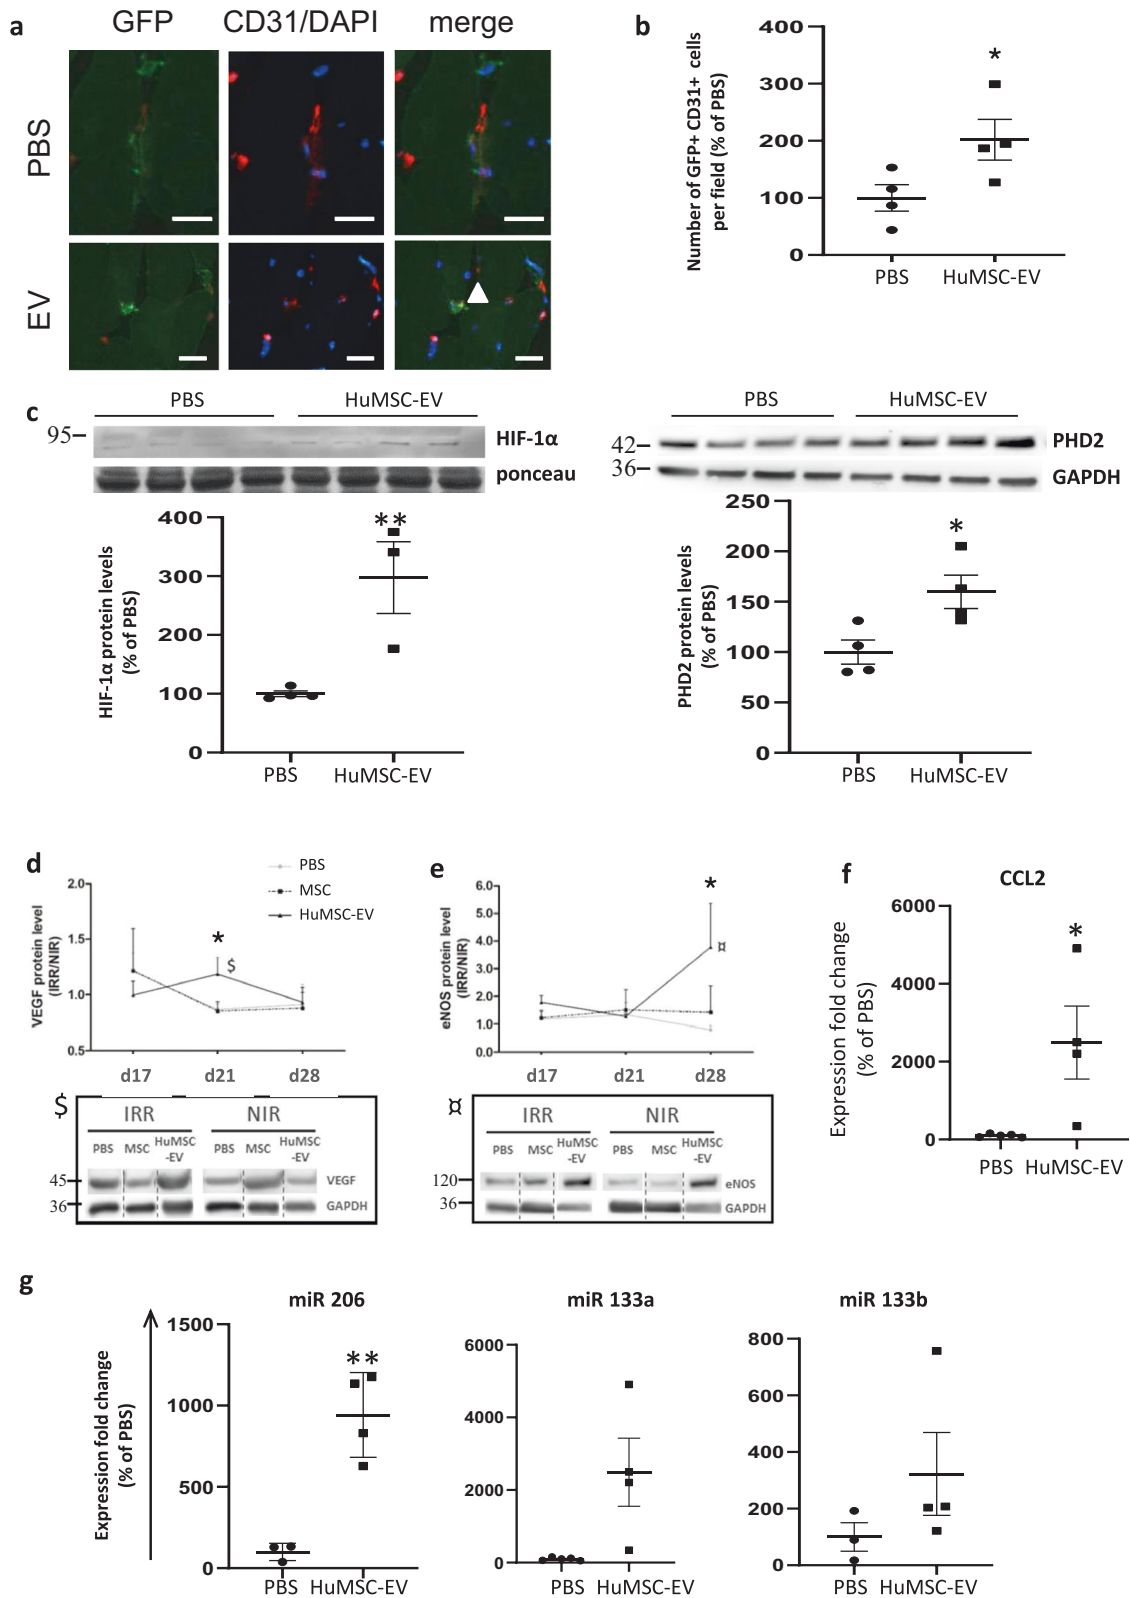 a
GFP
CD31/DAPI
merge
PBS
EV
b
Number of GFP+ CD31+ cells
per field (% of PBS)
400
300
200
100
0
*
PBS
HuMSC-EV
c
PBS
HuMSC-EV
95
HIF-1α
ponceau
HIF-1α protein levels
(% of PBS)
400
300
200
100
0
**
PBS
HuMSC-EV
PBS
HuMSC-EV
42
36
PHD2
GAPDH
PHD2 protein levels
(% of PBS)
250
200
150
100
50
0
*
PBS
HuMSC-EV
d
PBS
MSC
HuMSC-EV
VEGF protein level
(IRR/NIR)
2.0
1.5
1.0
0.5
*
$
d17
d21
d28
$
IRR
NIR
PBS
MSC
HuMSC
-EV
PBS
MSC
HuMSC
-EV
45
VEGF
36
GAPDH
e
eNOS protein level
(IRR/NIR)
6.0
5.0
4.0
3.0
2.0
1.0
0.0
*
¤
d17
d21
d28
¤
IRR
NIR
PBS
MSC
HuMSC
-EV
PBS
MSC
HuMSC
-EV
120
eNOS
36
GAPDH
f
CCL2
Expression fold change
(% of PBS)
6000
4000
2000
0
*
PBS
HuMSC-EV
g
Expression fold change
(% of PBS)
miR 206
1500
1000
500
0
**
PBS
HuMSC-EV
miR 133a
6000
4000
2000
0
PBS
HuMSC-EV
miR 133b
800
600
400
200
0
PBS
HuMSC-EV